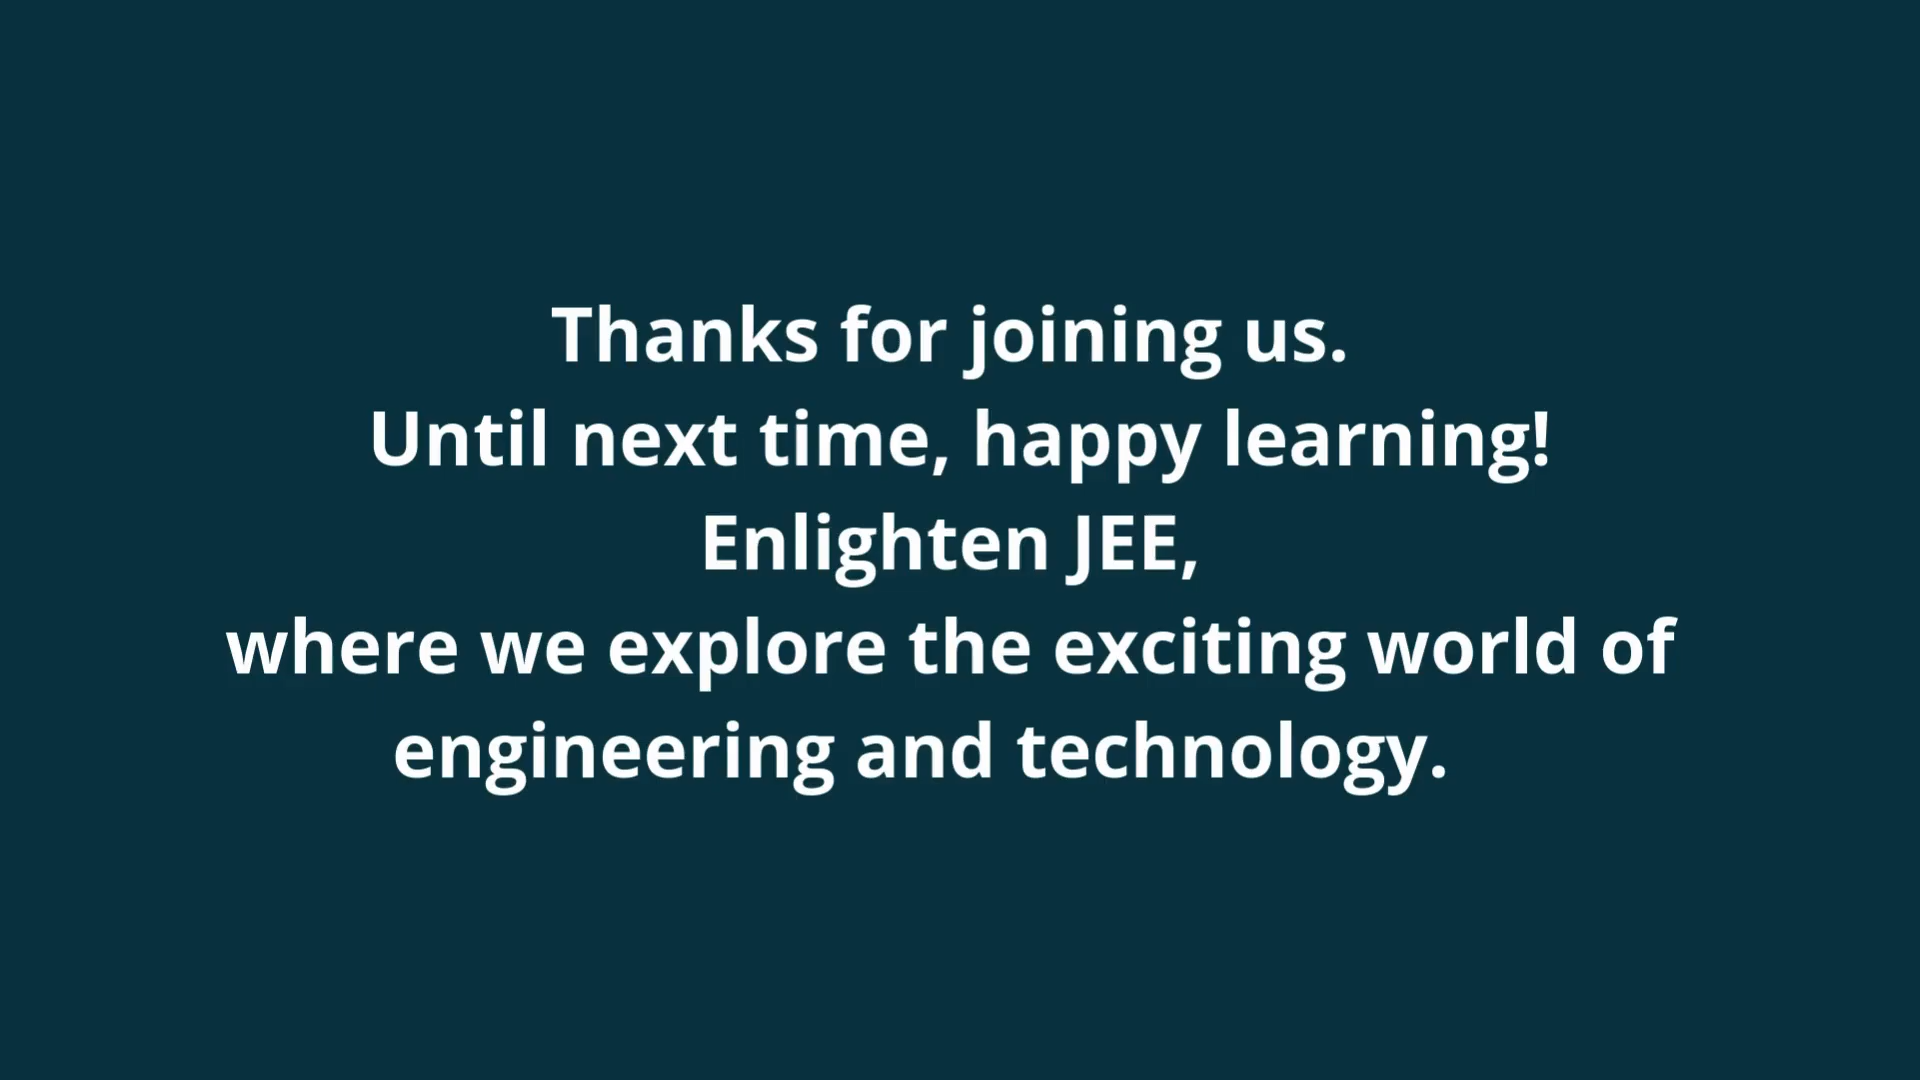 Thanks for joining us.
Until next time, happy learning!
Enlighten JEE,
where we explore the exciting world of
engineering and technology.